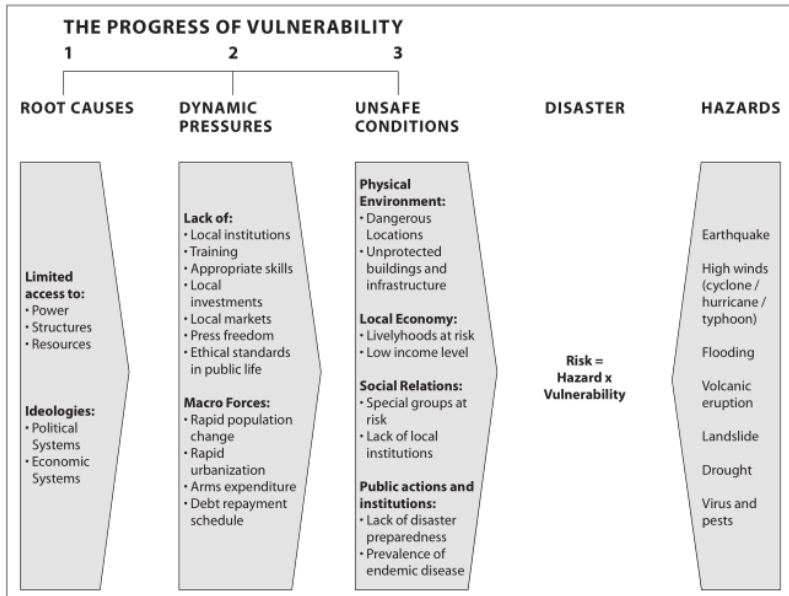 THE PROGRESS OF VULNERABILITY
1 2 3
ROOT CAUSES
DYNAMIC
PRESSURES
UNSAFE
CONDITIONS
DISASTER
HAZARDS
Limited
access to:
• Power
• Structures
• Resources
Ideologies:
• Political
Systems
• Economic
Systems
Lack of:
• Local institutions
• Training
• Appropriate skills
• Local
investments
• Local markets
• Press freedom
• Ethical standards
in public life
Macro Forces:
• Rapid population
change
• Rapid
urbanization
• Arms expenditure
• Debt repayment
schedule
Physical
Environment:
• Dangerous
Locations
• Unprotected
buildings and
infrastructure
Local Economy:
• Livelyhoods at risk
• Low income level
Social Relations:
• Special groups at
risk
• Lack of local
institutions
Public actions and
institutions:
• Lack of disaster
preparedness
• Prevalence of
endemic disease
Risk =
Hazard x
Vulnerability
Earthquake
High winds
(cyclone /
hurricane /
typhoon)
Flooding
Volcanic
eruption
Landslide
Drought
Virus and
pests